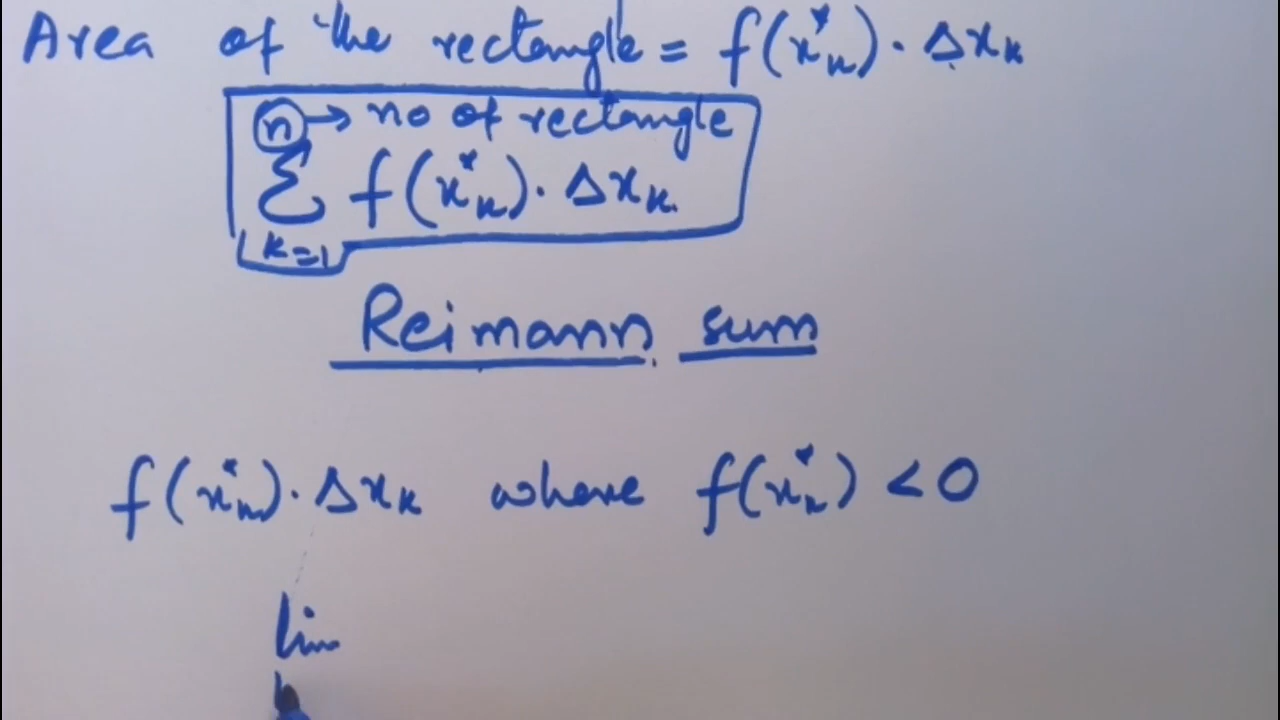 Area of the rectangle = f(x*ₖ) · Δxₖ
n → no of rectangle
Σ f(x*ₖ) · Δxₖ
k=1
Reimann sum
f(x*ₖ) · Δxₖ where f(x*ₖ) < 0
lim